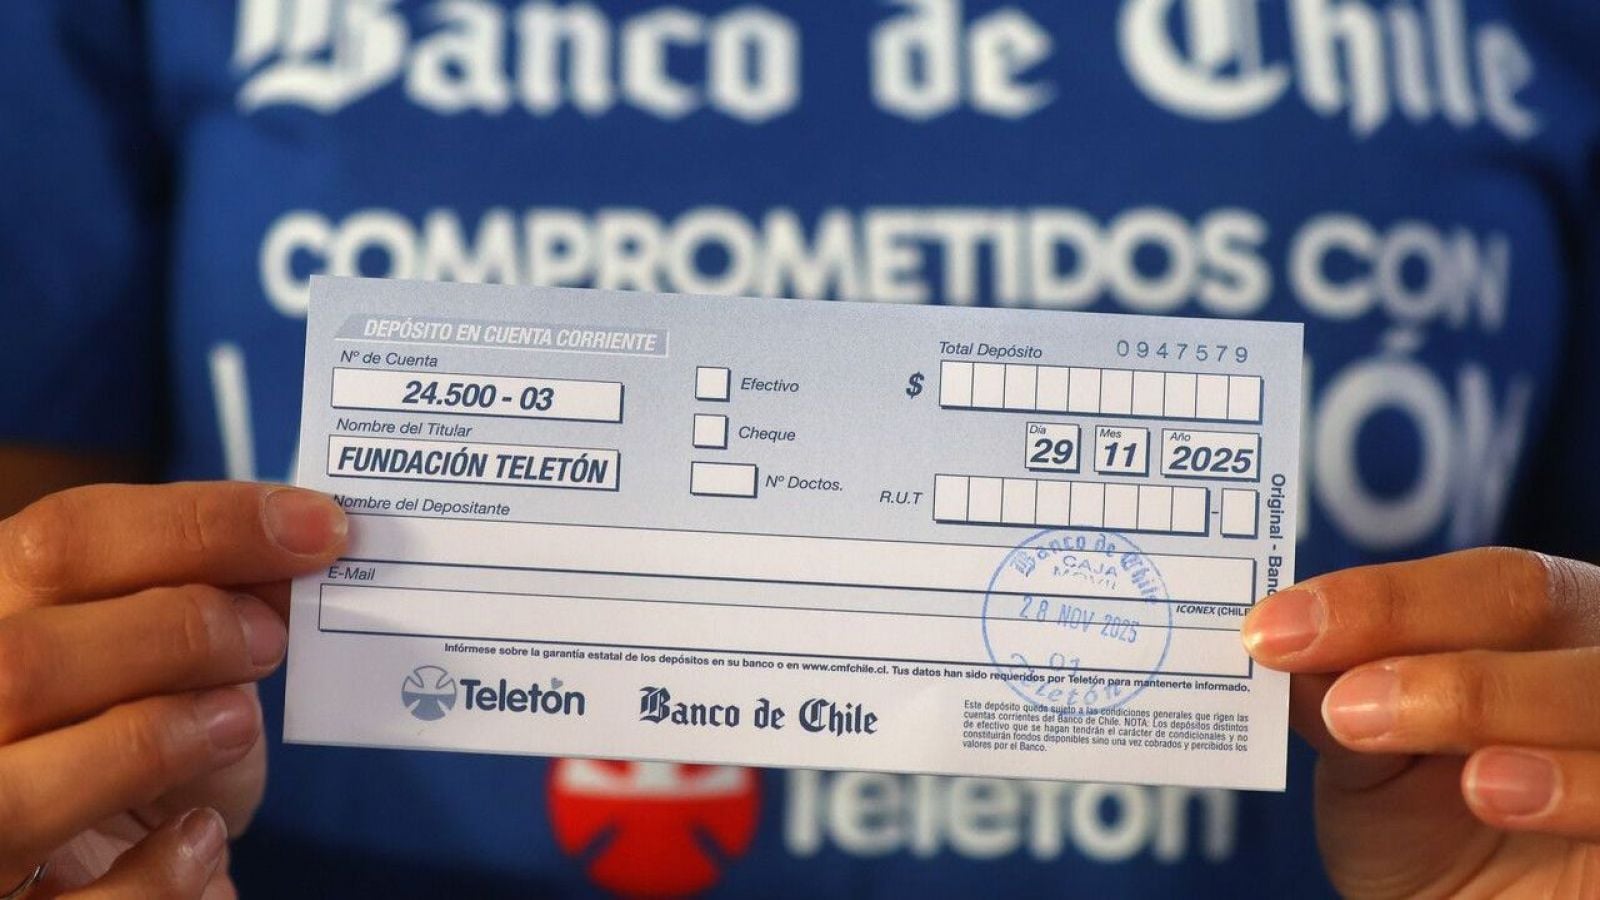 Banco de Chile
COMPROMETIDOS CON
DEPÓSITO EN CUENTA CORRIENTE
Nº de Cuenta
24.500 - 03
Nombre del Titular
FUNDACIÓN TELETÓN
Efectivo
Cheque
Nº Doctos.
Total Depósito 0947579
$
Día 29 Mes 11 Año 2025
R.U.T -
Nombre del Depositante
E-Mail
ICONEX (CHILE
Original - Banc
Banco de Chile
CAJA
MOVIL
28 NOV 2025
01
Teletón
Infórmese sobre la garantía estatal de los depósitos en su banco o en www.cmfchile.cl. Tus datos han sido requeridos por Teletón para mantenerte informado.
Teletón
Banco de Chile
Este depósito queda sujeto a las condiciones generales que rigen las
cuentas corrientes del Banco de Chile. NOTA: Los depósitos distintos
de efectivo que se hagan tendrán el carácter de condicionales y no
constituirán fondos disponibles sino una vez cobrados y percibidos los
valores por el Banco.
Teletón